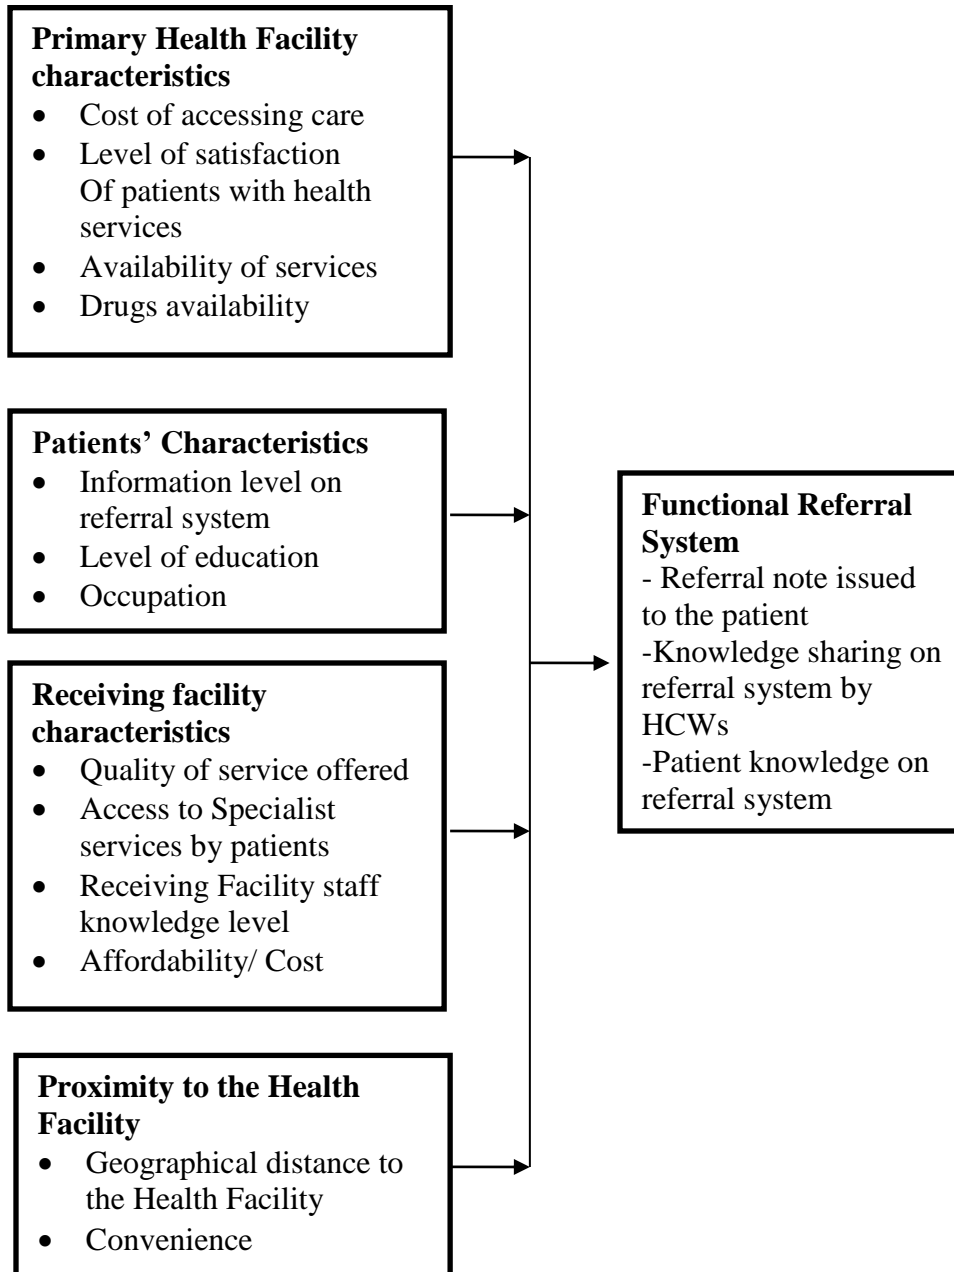 Primary Health Facility
characteristics
• Cost of accessing care
• Level of satisfaction
Of patients with health
services
• Availability of services
• Drugs availability
Patients’ Characteristics
• Information level on
referral system
• Level of education
• Occupation
Receiving facility
characteristics
• Quality of service offered
• Access to Specialist
services by patients
• Receiving Facility staff
knowledge level
• Affordability/ Cost
Proximity to the Health
Facility
• Geographical distance to
the Health Facility
• Convenience
Functional Referral
System
- Referral note issued
to the patient
-Knowledge sharing on
referral system by
HCWs
-Patient knowledge on
referral system